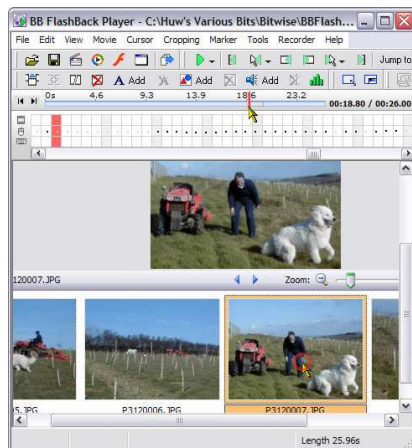 BB FlashBack Player - C:\Huw's Various Bits\Bitwise\BBFlash...
File Edit View Movie Cursor Cropping Marker Tools Recorder Help
Jump to
Add Add Add
0s 4.6 9.3 13.9 18.6 23.2
00:18.80 / 00:26.00
120007.JPG Zoom:
5.JPG P3120006.JPG P3120007.JPG
Length 25.96s